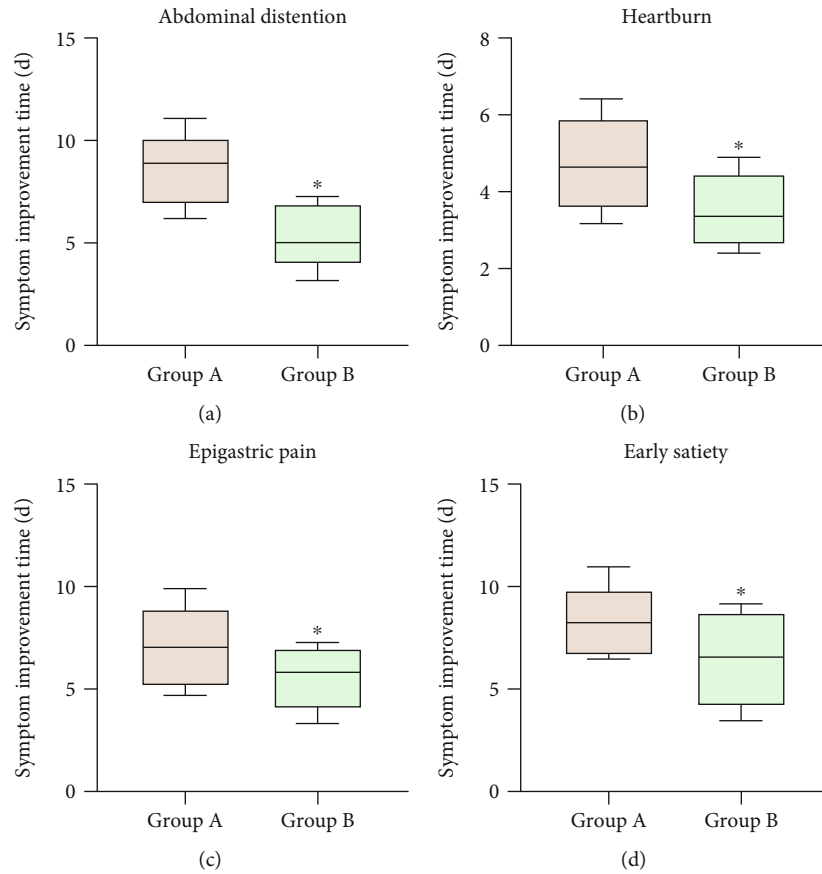 Abdominal distention
Symptom improvement time (d)
15
10
5
0
*
Group A Group B
(a)
Heartburn
Symptom improvement time (d)
8
6
4
2
0
*
Group A Group B
(b)
Epigastric pain
Symptom improvement time (d)
15
10
5
0
*
Group A Group B
(c)
Early satiety
Symptom improvement time (d)
15
10
5
0
*
Group A Group B
(d)